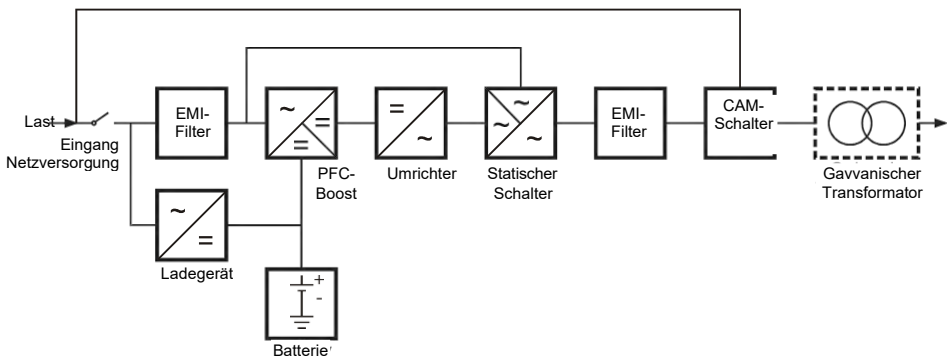 Last
Eingang
Netzversorgung
EMI-
Filter
~
=
=
PFC-
Boost
=
~
Umrichter
~
~
~
Statischer
Schalter
EMI-
Filter
CAM-
Schalter
Gavvanischer
Transformator
~
=
Ladegerät
+
-
Batterie